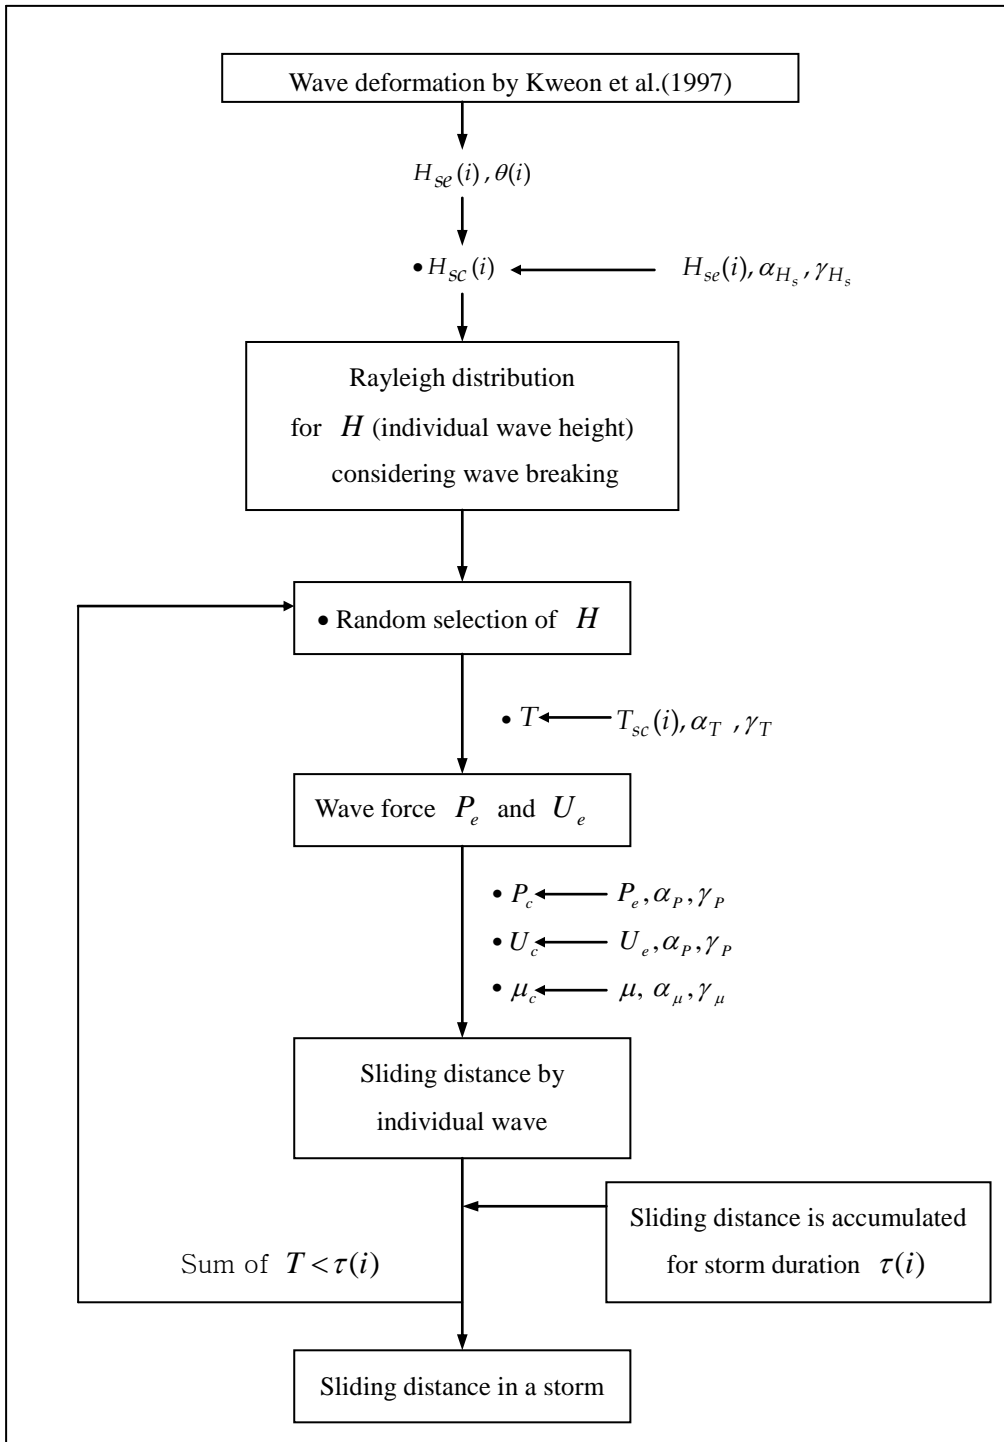 Wave deformation by Kweon et al.(1997)
H_se(i), θ(i)
• H_sc(i)
H_se(i), α_H_s, γ_H_s
Rayleigh distribution
for H (individual wave height)
considering wave breaking
• Random selection of H
• T
T_sc(i), α_T , γ_T
Wave force P_e and U_e
• P_c
P_e, α_P, γ_P
• U_c
U_e, α_P, γ_P
• μ_c
μ, α_μ, γ_μ
Sliding distance by
individual wave
Sliding distance is accumulated
for storm duration τ(i)
Sum of T < τ(i)
Sliding distance in a storm